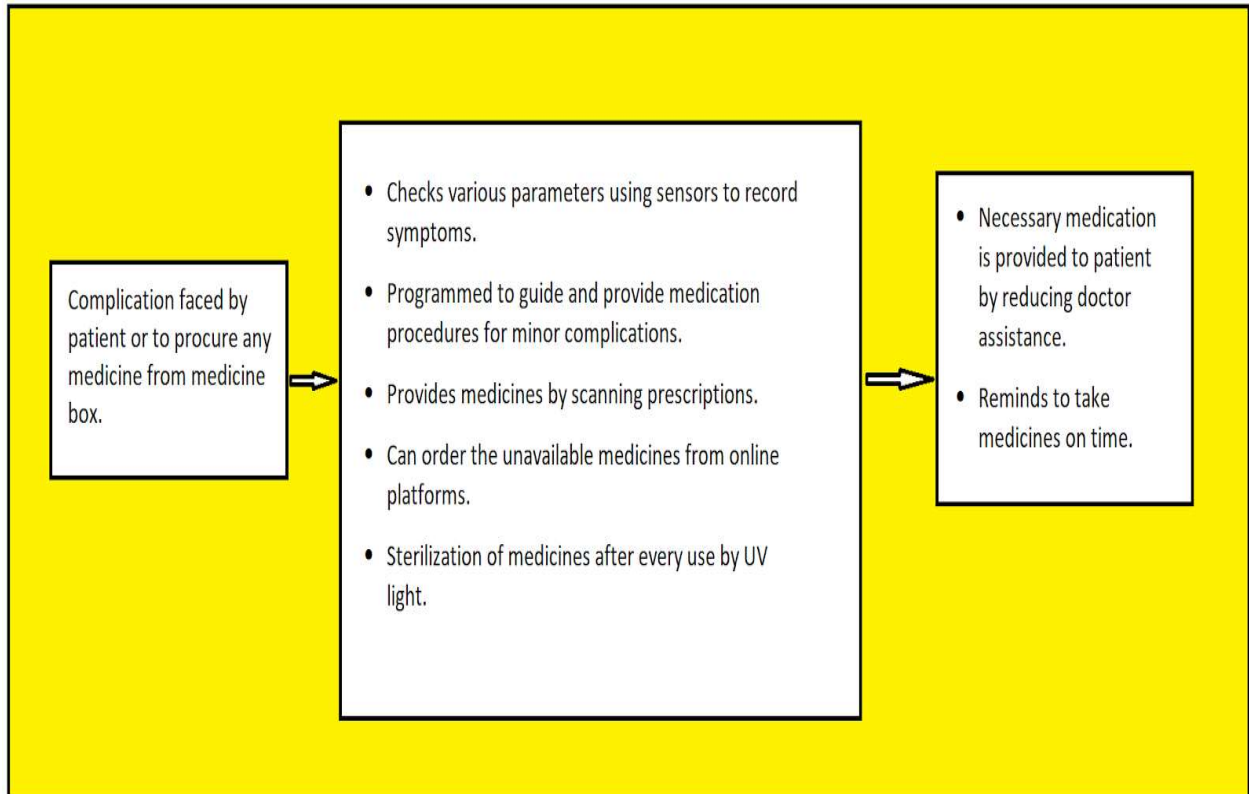 Complication faced by
patient or to procure any
medicine from medicine
box.
• Checks various parameters using sensors to record
symptoms.
• Programmed to guide and provide medication
procedures for minor complications.
• Provides medicines by scanning prescriptions.
• Can order the unavailable medicines from online
platforms.
• Sterilization of medicines after every use by UV
light.
• Necessary medication
is provided to patient
by reducing doctor
assistance.
• Reminds to take
medicines on time.